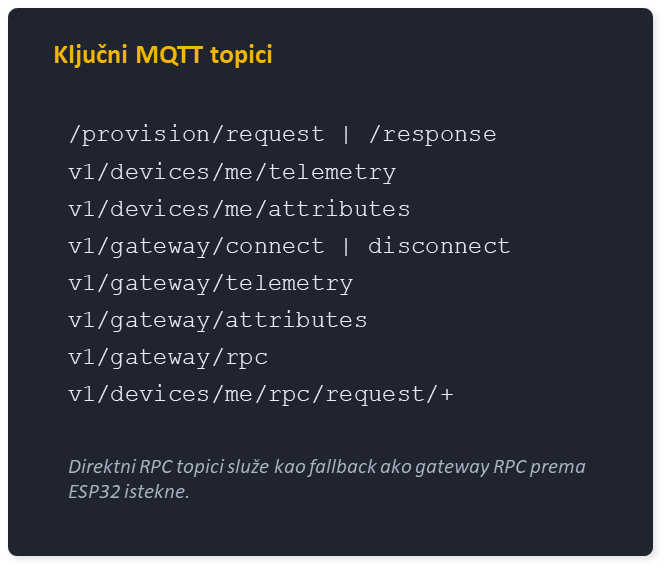 Ključni MQTT topici
/provision/request | /response
v1/devices/me/telemetry
v1/devices/me/attributes
v1/gateway/connect | disconnect
v1/gateway/telemetry
v1/gateway/attributes
v1/gateway/rpc
v1/devices/me/rpc/request/+
Direktni RPC topici služe kao fallback ako gateway RPC prema
ESP32 istekne.